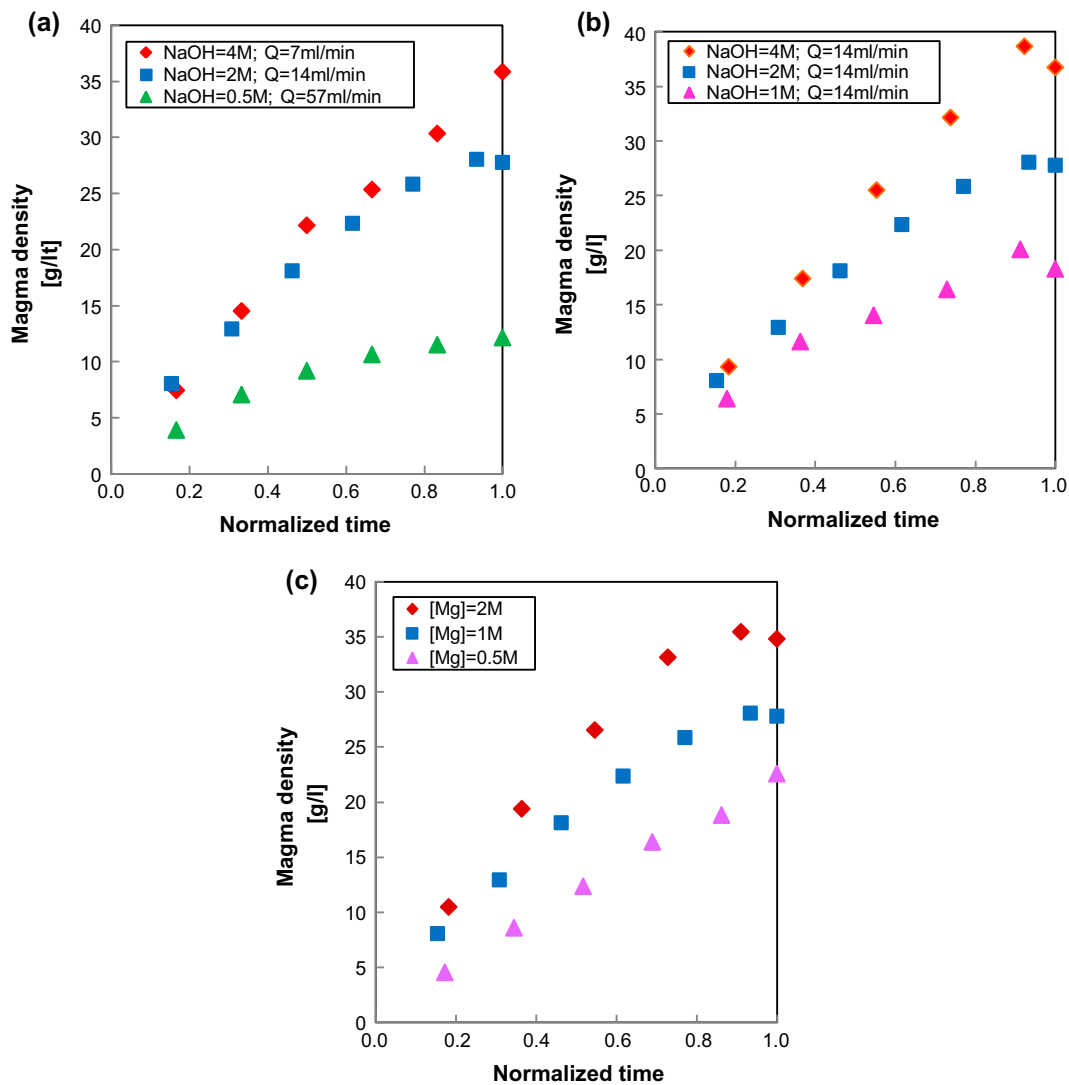 (a)
NaOH=4M; Q=7ml/min
NaOH=2M; Q=14ml/min
NaOH=0.5M; Q=57ml/min
40
35
30
25
20
15
10
5
0
Magma density
[g/lt]
0.0 0.2 0.4 0.6 0.8 1.0
Normalized time
(b)
NaOH=4M; Q=14ml/min
NaOH=2M; Q=14ml/min
NaOH=1M; Q=14ml/min
40
35
30
25
20
15
10
5
0
Magma density
[g/l]
0.0 0.2 0.4 0.6 0.8 1.0
Normalized time
(c)
[Mg]=2M
[Mg]=1M
[Mg]=0.5M
40
35
30
25
20
15
10
5
0
Magma density
[g/l]
0.0 0.2 0.4 0.6 0.8 1.0
Normalized time